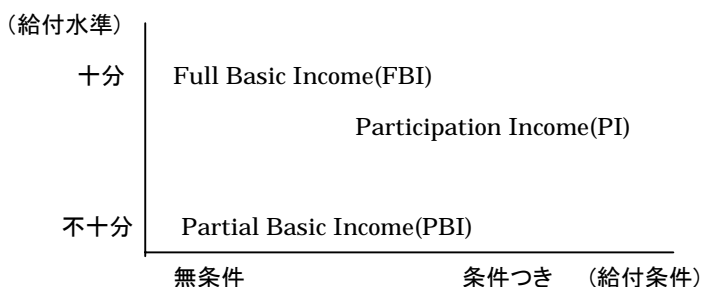 （給付水準）
十分 Full Basic Income(FBI)
Participation Income(PI)
不十分 Partial Basic Income(PBI)
無条件 条件つき （給付条件）